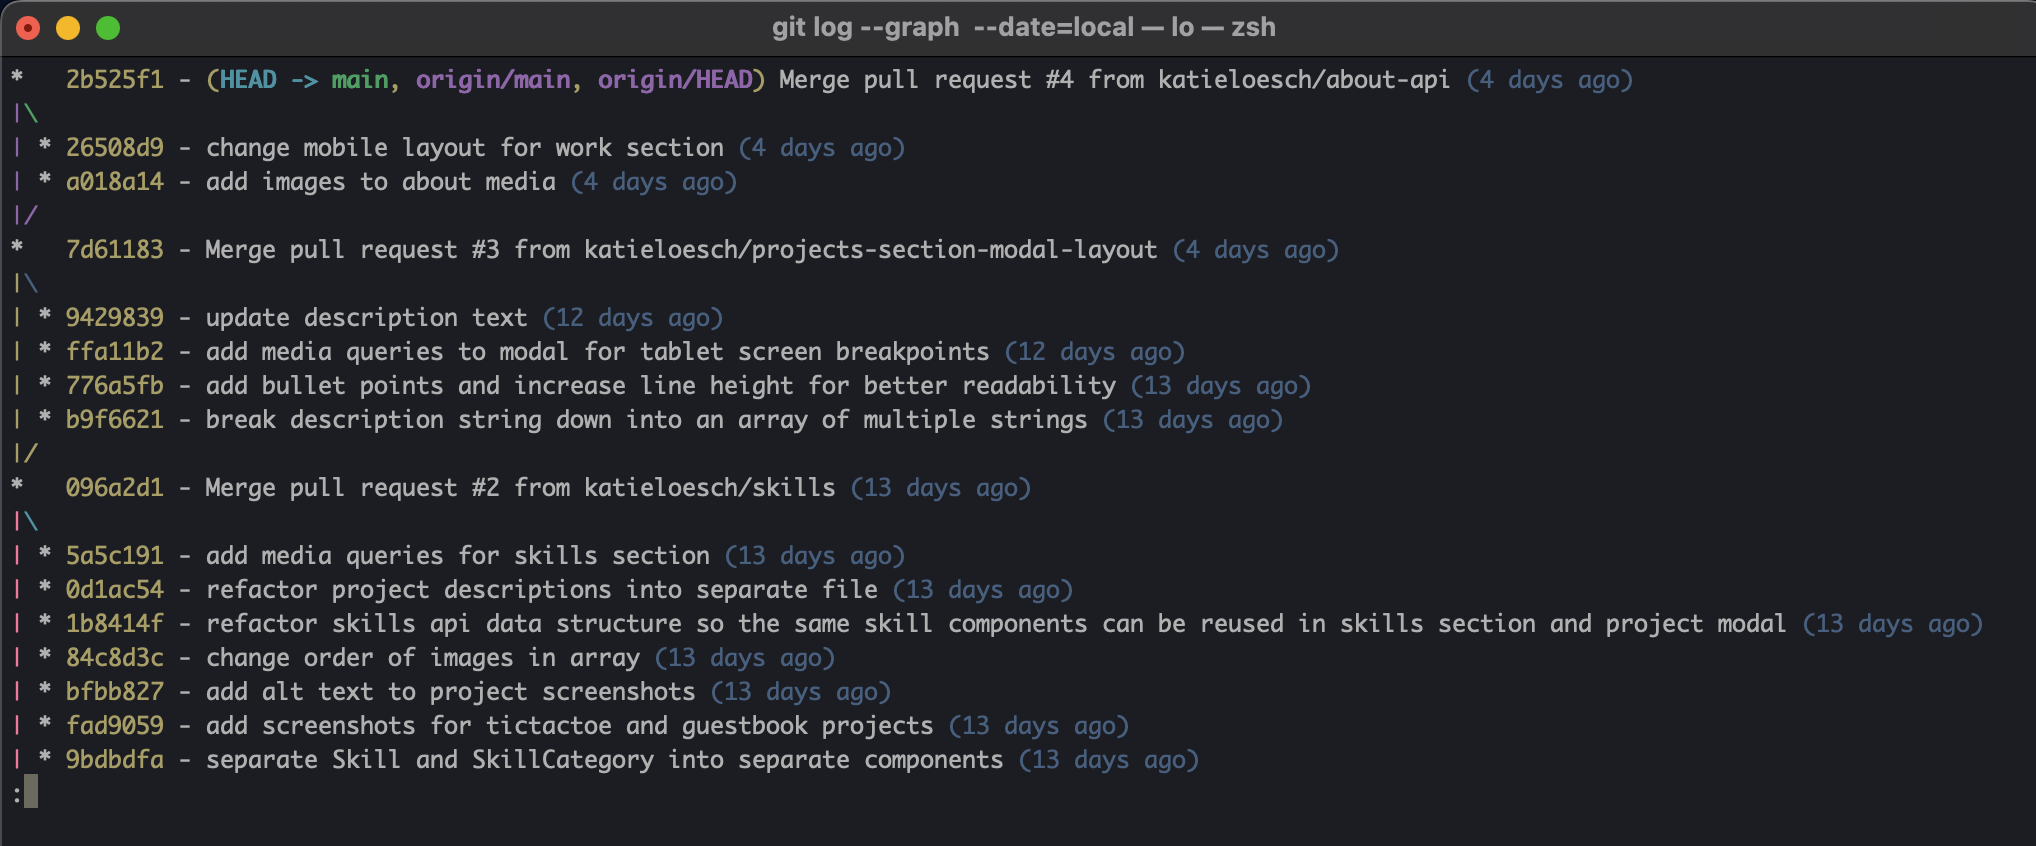 git log --graph  --date=local — lo — zsh
*   2b525f1 - (HEAD -> main, origin/main, origin/HEAD) Merge pull request #4 from katieloesch/about-api (4 days ago)
|\
| * 26508d9 - change mobile layout for work section (4 days ago)
| * a018a14 - add images to about media (4 days ago)
|/
*   7d61183 - Merge pull request #3 from katieloesch/projects-section-modal-layout (4 days ago)
|\
| * 9429839 - update description text (12 days ago)
| * ffa11b2 - add media queries to modal for tablet screen breakpoints (12 days ago)
| * 776a5fb - add bullet points and increase line height for better readability (13 days ago)
| * b9f6621 - break description string down into an array of multiple strings (13 days ago)
|/
*   096a2d1 - Merge pull request #2 from katieloesch/skills (13 days ago)
|\
| * 5a5c191 - add media queries for skills section (13 days ago)
| * 0d1ac54 - refactor project descriptions into separate file (13 days ago)
| * 1b8414f - refactor skills api data structure so the same skill components can be reused in skills section and project modal (13 days ago)
| * 84c8d3c - change order of images in array (13 days ago)
| * bfbb827 - add alt text to project screenshots (13 days ago)
| * fad9059 - add screenshots for tictactoe and guestbook projects (13 days ago)
| * 9bdbdfa - separate Skill and SkillCategory into separate components (13 days ago)
: